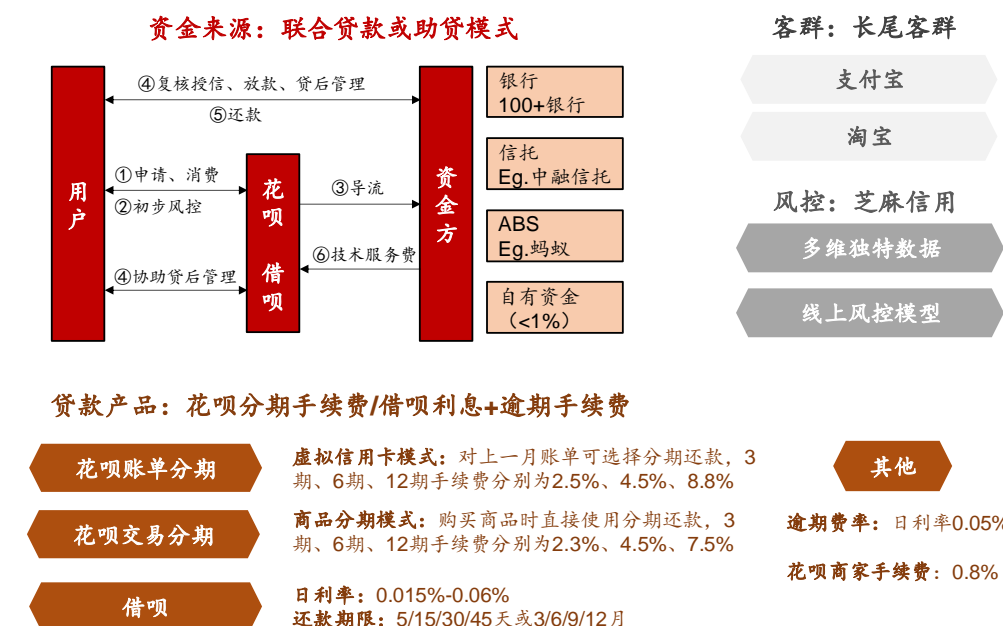 资金来源：联合贷款或助贷模式
用户
花呗 借呗
资金方
④复核授信、放款、贷后管理
⑤还款
①申请、消费
②初步风控
③导流
⑥技术服务费
④协助贷后管理
银行
100+银行
信托
Eg.中融信托
ABS
Eg.蚂蚁
自有资金
（<1%）
客群：长尾客群
支付宝
淘宝
风控：芝麻信用
多维独特数据
线上风控模型
贷款产品：花呗分期手续费/借呗利息+逾期手续费
花呗账单分期
虚拟信用卡模式：对上一月账单可选择分期还款，3
期、6期、12期手续费分别为2.5%、4.5%、8.8%
花呗交易分期
商品分期模式：购买商品时直接使用分期还款，3
期、6期、12期手续费分别为2.3%、4.5%、7.5%
借呗
日利率：0.015%-0.06%
还款期限：5/15/30/45天或3/6/9/12月
其他
逾期费率：日利率0.05%
花呗商家手续费：0.8%